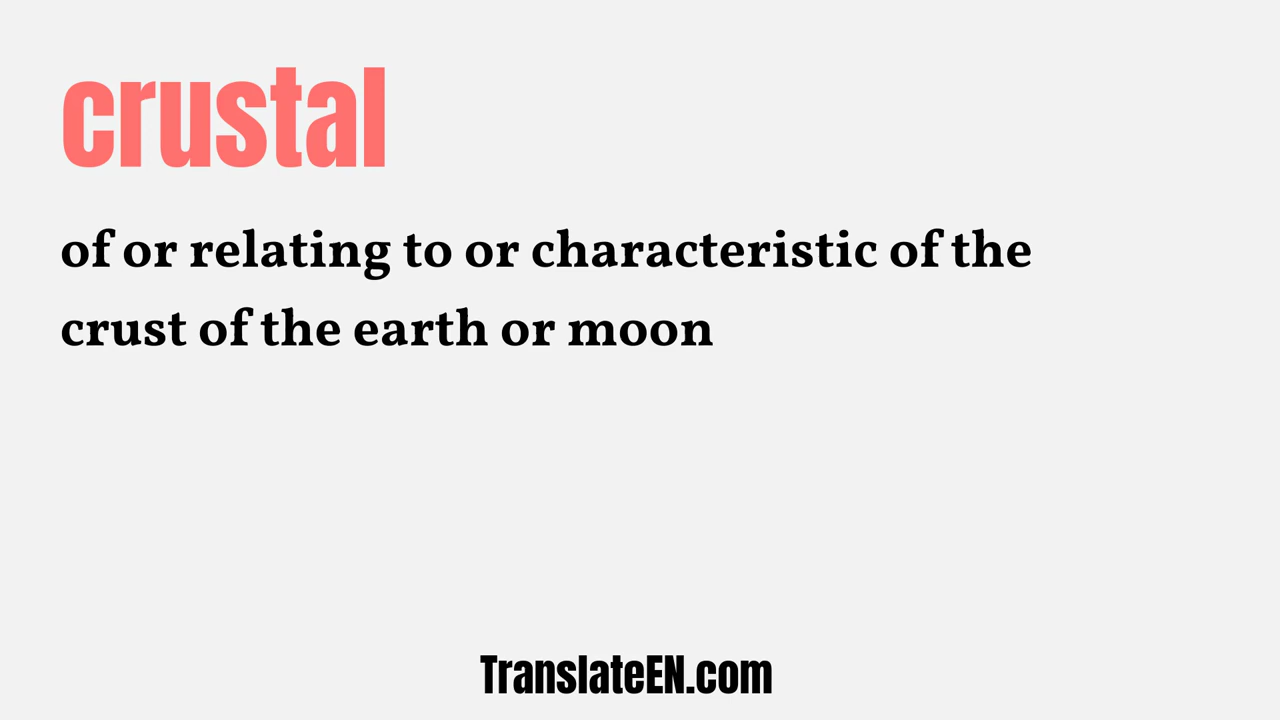 crustal
of or relating to or characteristic of the
crust of the earth or moon
TranslateEN.com